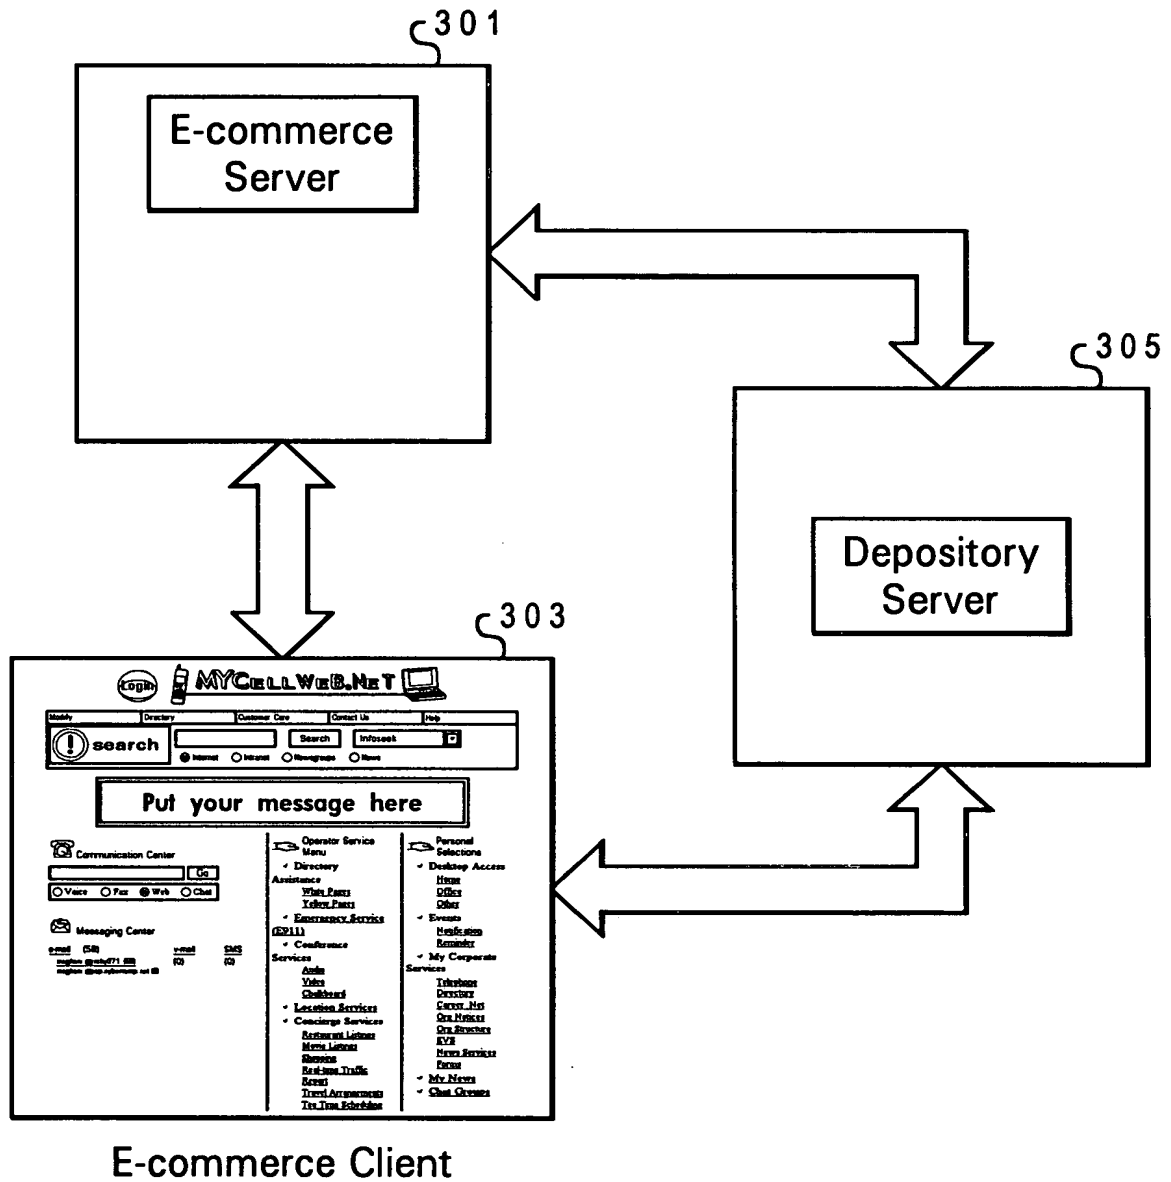 301
E-commerce
Server
305
Depository
Server
303
Login
MYCELLWEB.NET
Modify Directory Customer Care Contact Us Help
search Search Infoseek
Internet Intranet Newsgroups News
Put your message here
Communication Center
Go
Voice Fax Web Chat
Messaging Center
e-mail (58) v-mail SMS
(0) (0)
Operator Service
Menu
Directory
Assistance
White Pages
Yellow Pages
Emergency Service
(E911)
Conference
Services
Audio
Video
Chalkboard
Location Services
Concierge Services
Restaurant Listings
Movie Listings
Shopping
Real-time Traffic
Report
Travel Arrangements
Tee Time Scheduling
Personal
Selections
Desktop Access
Home
Office
Other
Events
Notification
Reminder
My Corporate
Services
Telephone
Directory
Career Net
Org Notices
Org Structure
EVS
News Services
Forms
My News
Chat Groups
E-commerce Client